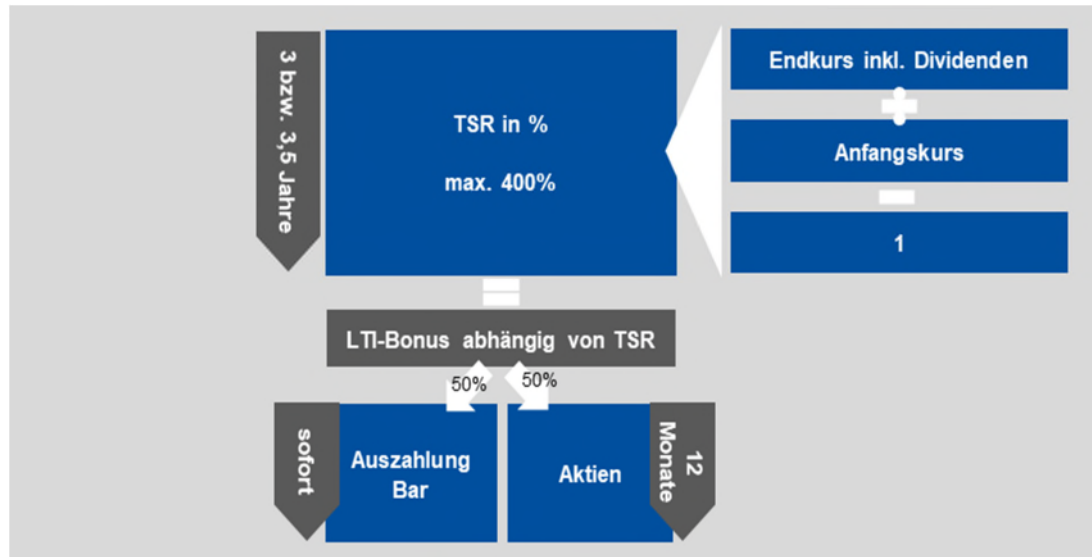 3 bzw. 3,5 Jahre
TSR in %
max. 400%
Endkurs inkl. Dividenden
Anfangskurs
1
LTI-Bonus abhängig von TSR
50%
50%
sofort
Auszahlung
Bar
Aktien
12
Monate